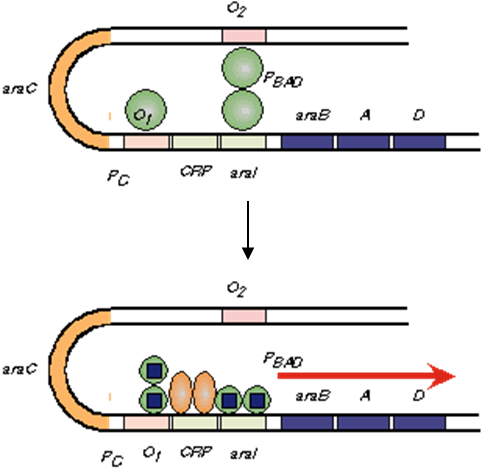 O2
araC
PBAD
O1
araB A D
PC
CRP araI
O2
araC
PBAD
araB A D
PC O1 CRP araI